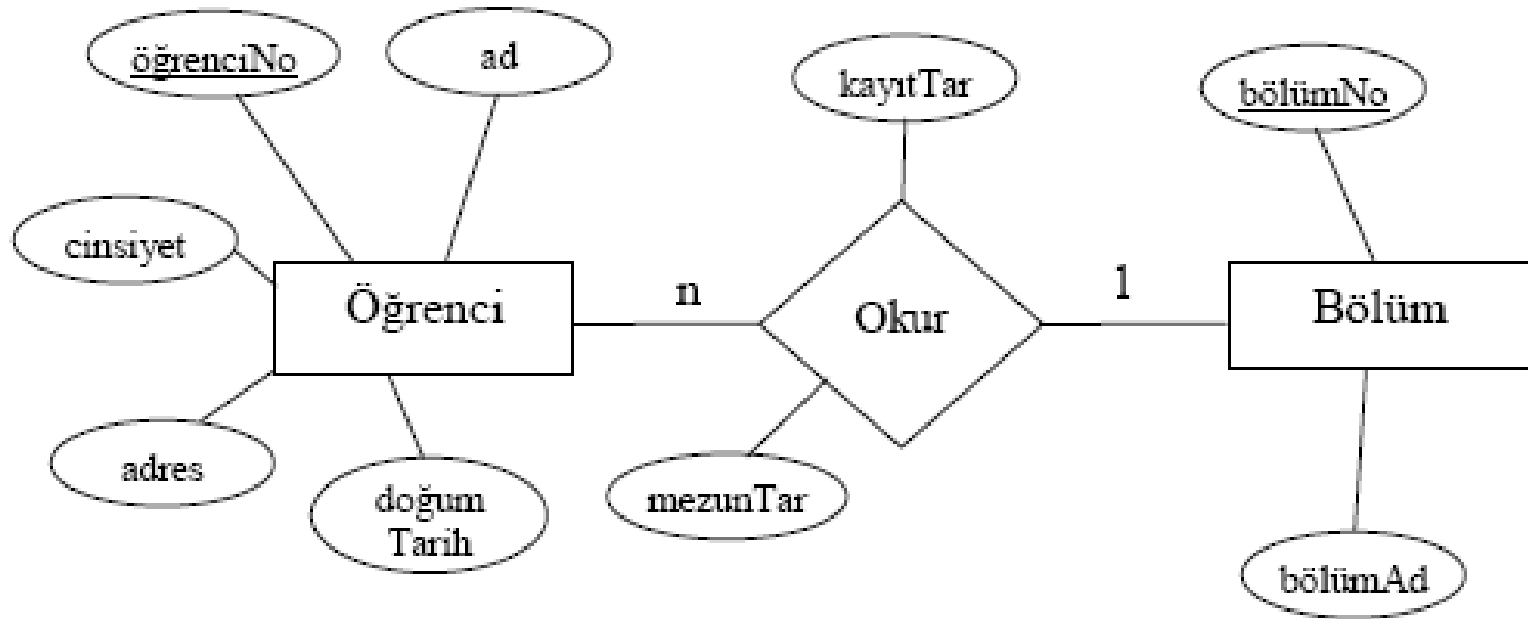 öğrenciNo
ad
kayıtTar
bölümNo
cinsiyet
Öğrenci
n
Okur
1
Bölüm
adres
doğum
Tarih
mezunTar
bölümAd